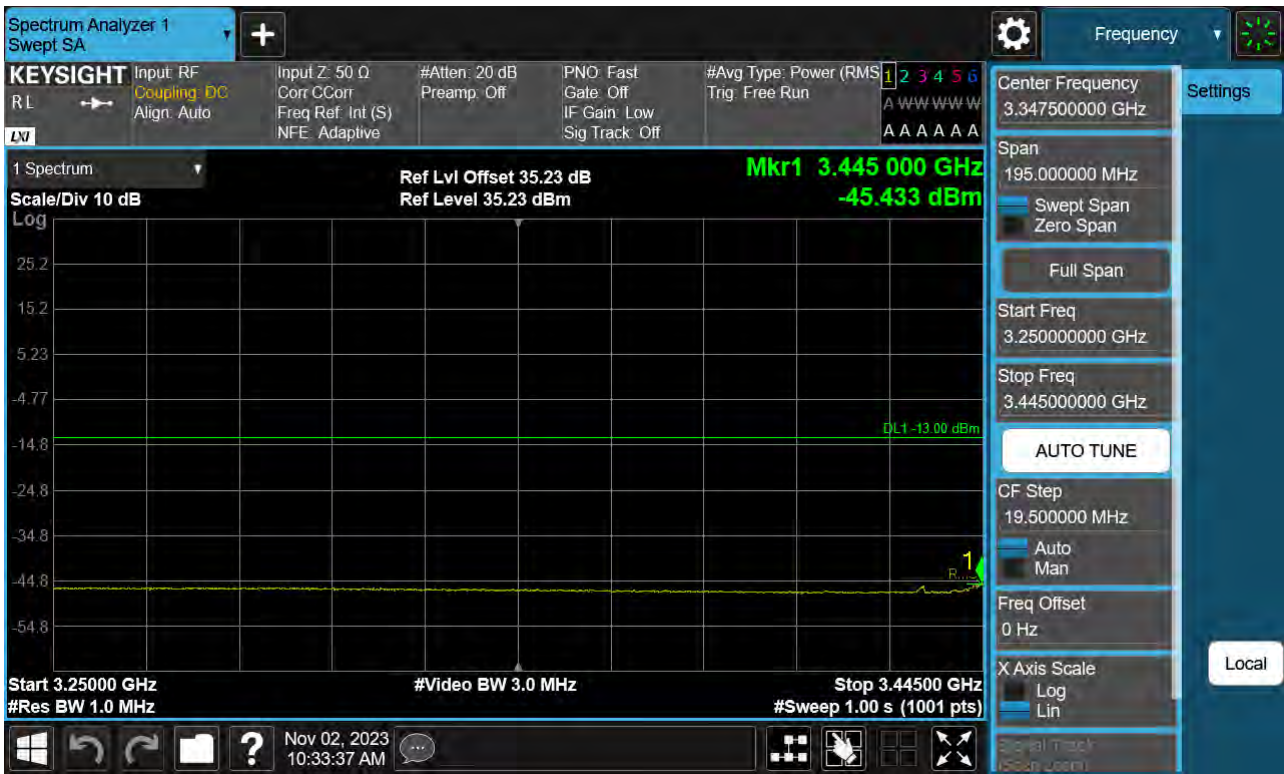 Spectrum Analyzer 1
Swept SA
+
Frequency
KEYSIGHT
R L
LXI
Input: RF
Coupling: DC
Align: Auto
Input Z: 50 Ω
Corr CCorr
Freq Ref: Int (S)
NFE: Adaptive
#Atten: 20 dB
Preamp: Off
PNO: Fast
Gate: Off
IF Gain: Low
Sig Track: Off
#Avg Type: Power (RMS
Trig: Free Run
1 2 3 4 5 6
A W W W W W
A A A A A A
1 Spectrum
Scale/Div 10 dB
Ref Lvl Offset 35.23 dB
Ref Level 35.23 dBm
Mkr1 3.445 000 GHz
-45.433 dBm
Log
25.2
15.2
5.23
-4.77
DL1 -13.00 dBm
-14.8
-24.8
-34.8
1
R...S
-44.8
-54.8
Start 3.25000 GHz
#Video BW 3.0 MHz
Stop 3.44500 GHz
#Res BW 1.0 MHz
#Sweep 1.00 s (1001 pts)
Center Frequency
3.347500000 GHz
Settings
Span
195.000000 MHz
Swept Span
Zero Span
Full Span
Start Freq
3.250000000 GHz
Stop Freq
3.445000000 GHz
AUTO TUNE
CF Step
19.500000 MHz
Auto
Man
Freq Offset
0 Hz
X Axis Scale
Log
Lin
Local
Signal Track
(Span Zoom)
?
Nov 02, 2023
10:33:37 AM